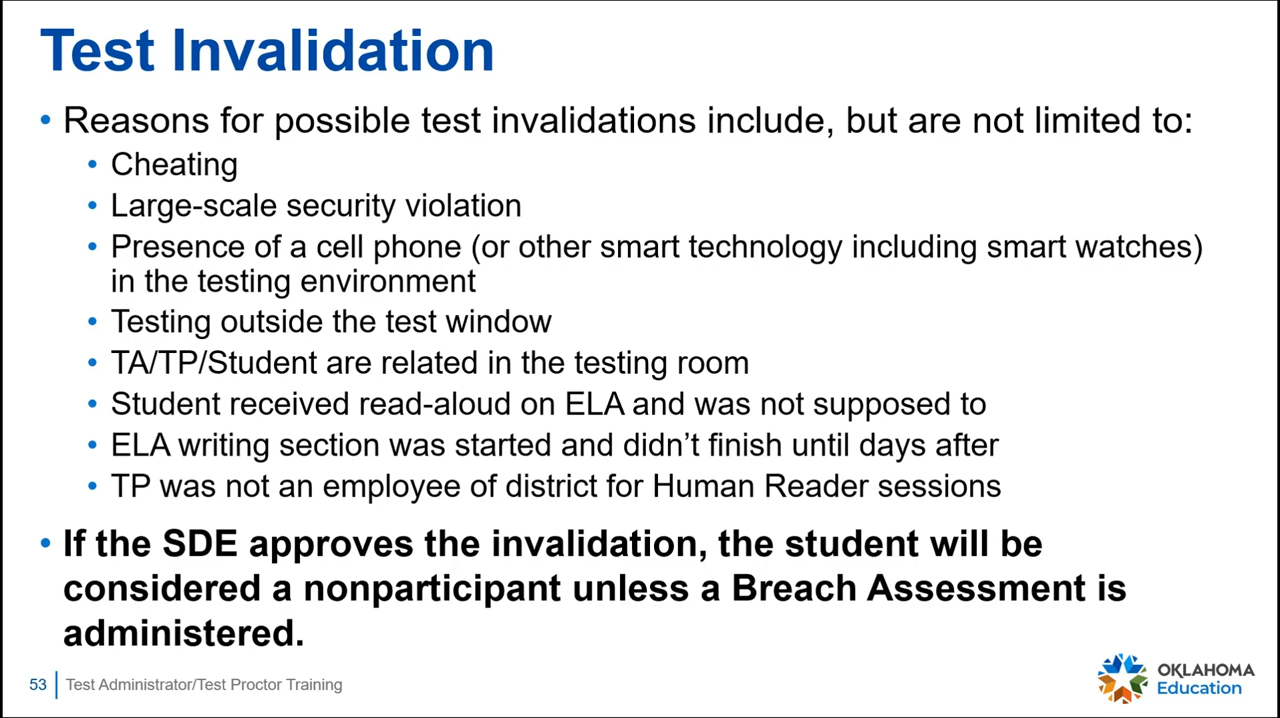 Test Invalidation
• Reasons for possible test invalidations include, but are not limited to:
• Cheating
• Large-scale security violation
• Presence of a cell phone (or other smart technology including smart watches)
in the testing environment
• Testing outside the test window
• TA/TP/Student are related in the testing room
• Student received read-aloud on ELA and was not supposed to
• ELA writing section was started and didn’t finish until days after
• TP was not an employee of district for Human Reader sessions
• If the SDE approves the invalidation, the student will be
considered a nonparticipant unless a Breach Assessment is
administered.
53 Test Administrator/Test Proctor Training
OKLAHOMA
Education